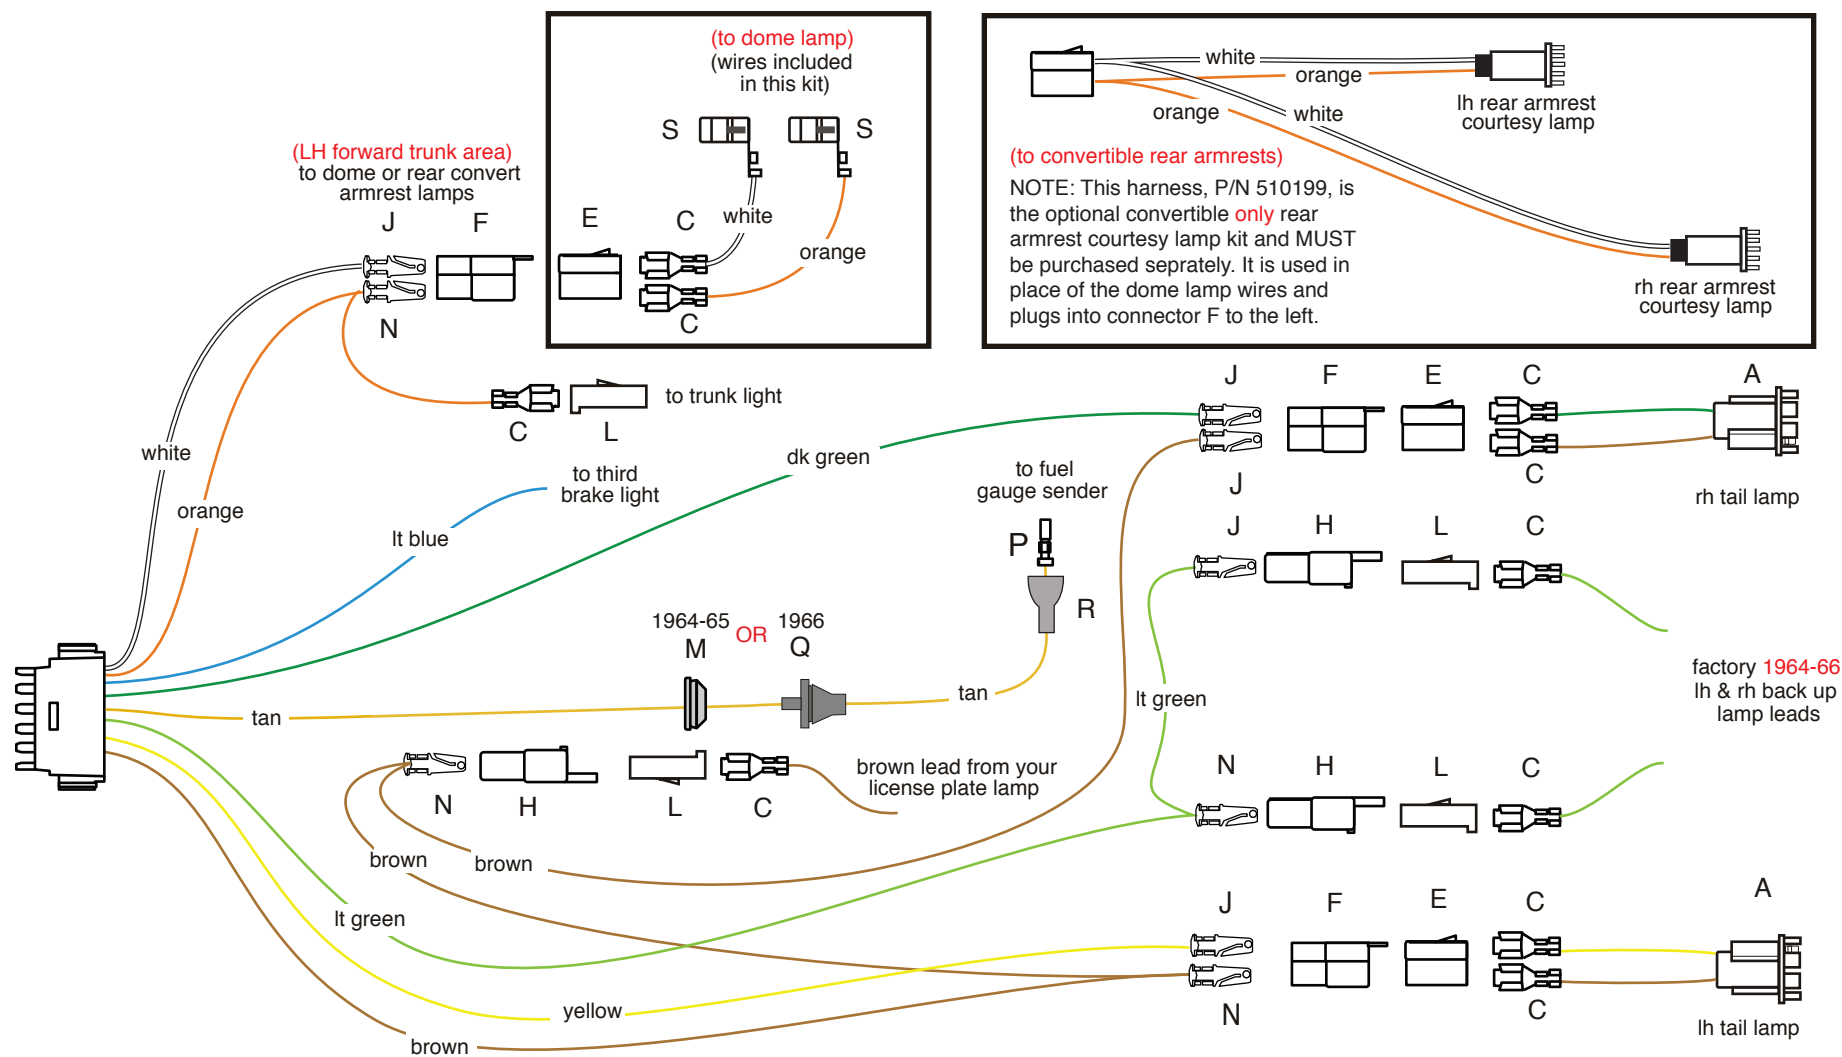 (to dome lamp)
(wires included
in this kit)
S
S
white
orange
E
C
C
(LH forward trunk area)
to dome or rear convert
armrest lamps
J
F
N
white
orange
orange
white
lh rear armrest
courtesy lamp
(to convertible rear armrests)
NOTE: This harness, P/N 510199, is
the optional convertible only rear
armrest courtesy lamp kit and MUST
be purchased seprately. It is used in
place of the dome lamp wires and
plugs into connector F to the left.
rh rear armrest
courtesy lamp
C
L
to trunk light
white
orange
to third
brake light
lt blue
dk green
to fuel
gauge sender
P
R
J
F
E
C
A
J
C
rh tail lamp
J
H
L
C
1964-65
M
OR
1966
Q
tan
tan
lt green
factory 1964-66
lh & rh back up
lamp leads
N
H
L
C
brown lead from your
license plate lamp
N
H
L
C
brown
brown
lt green
yellow
brown
J
F
E
C
A
N
C
lh tail lamp